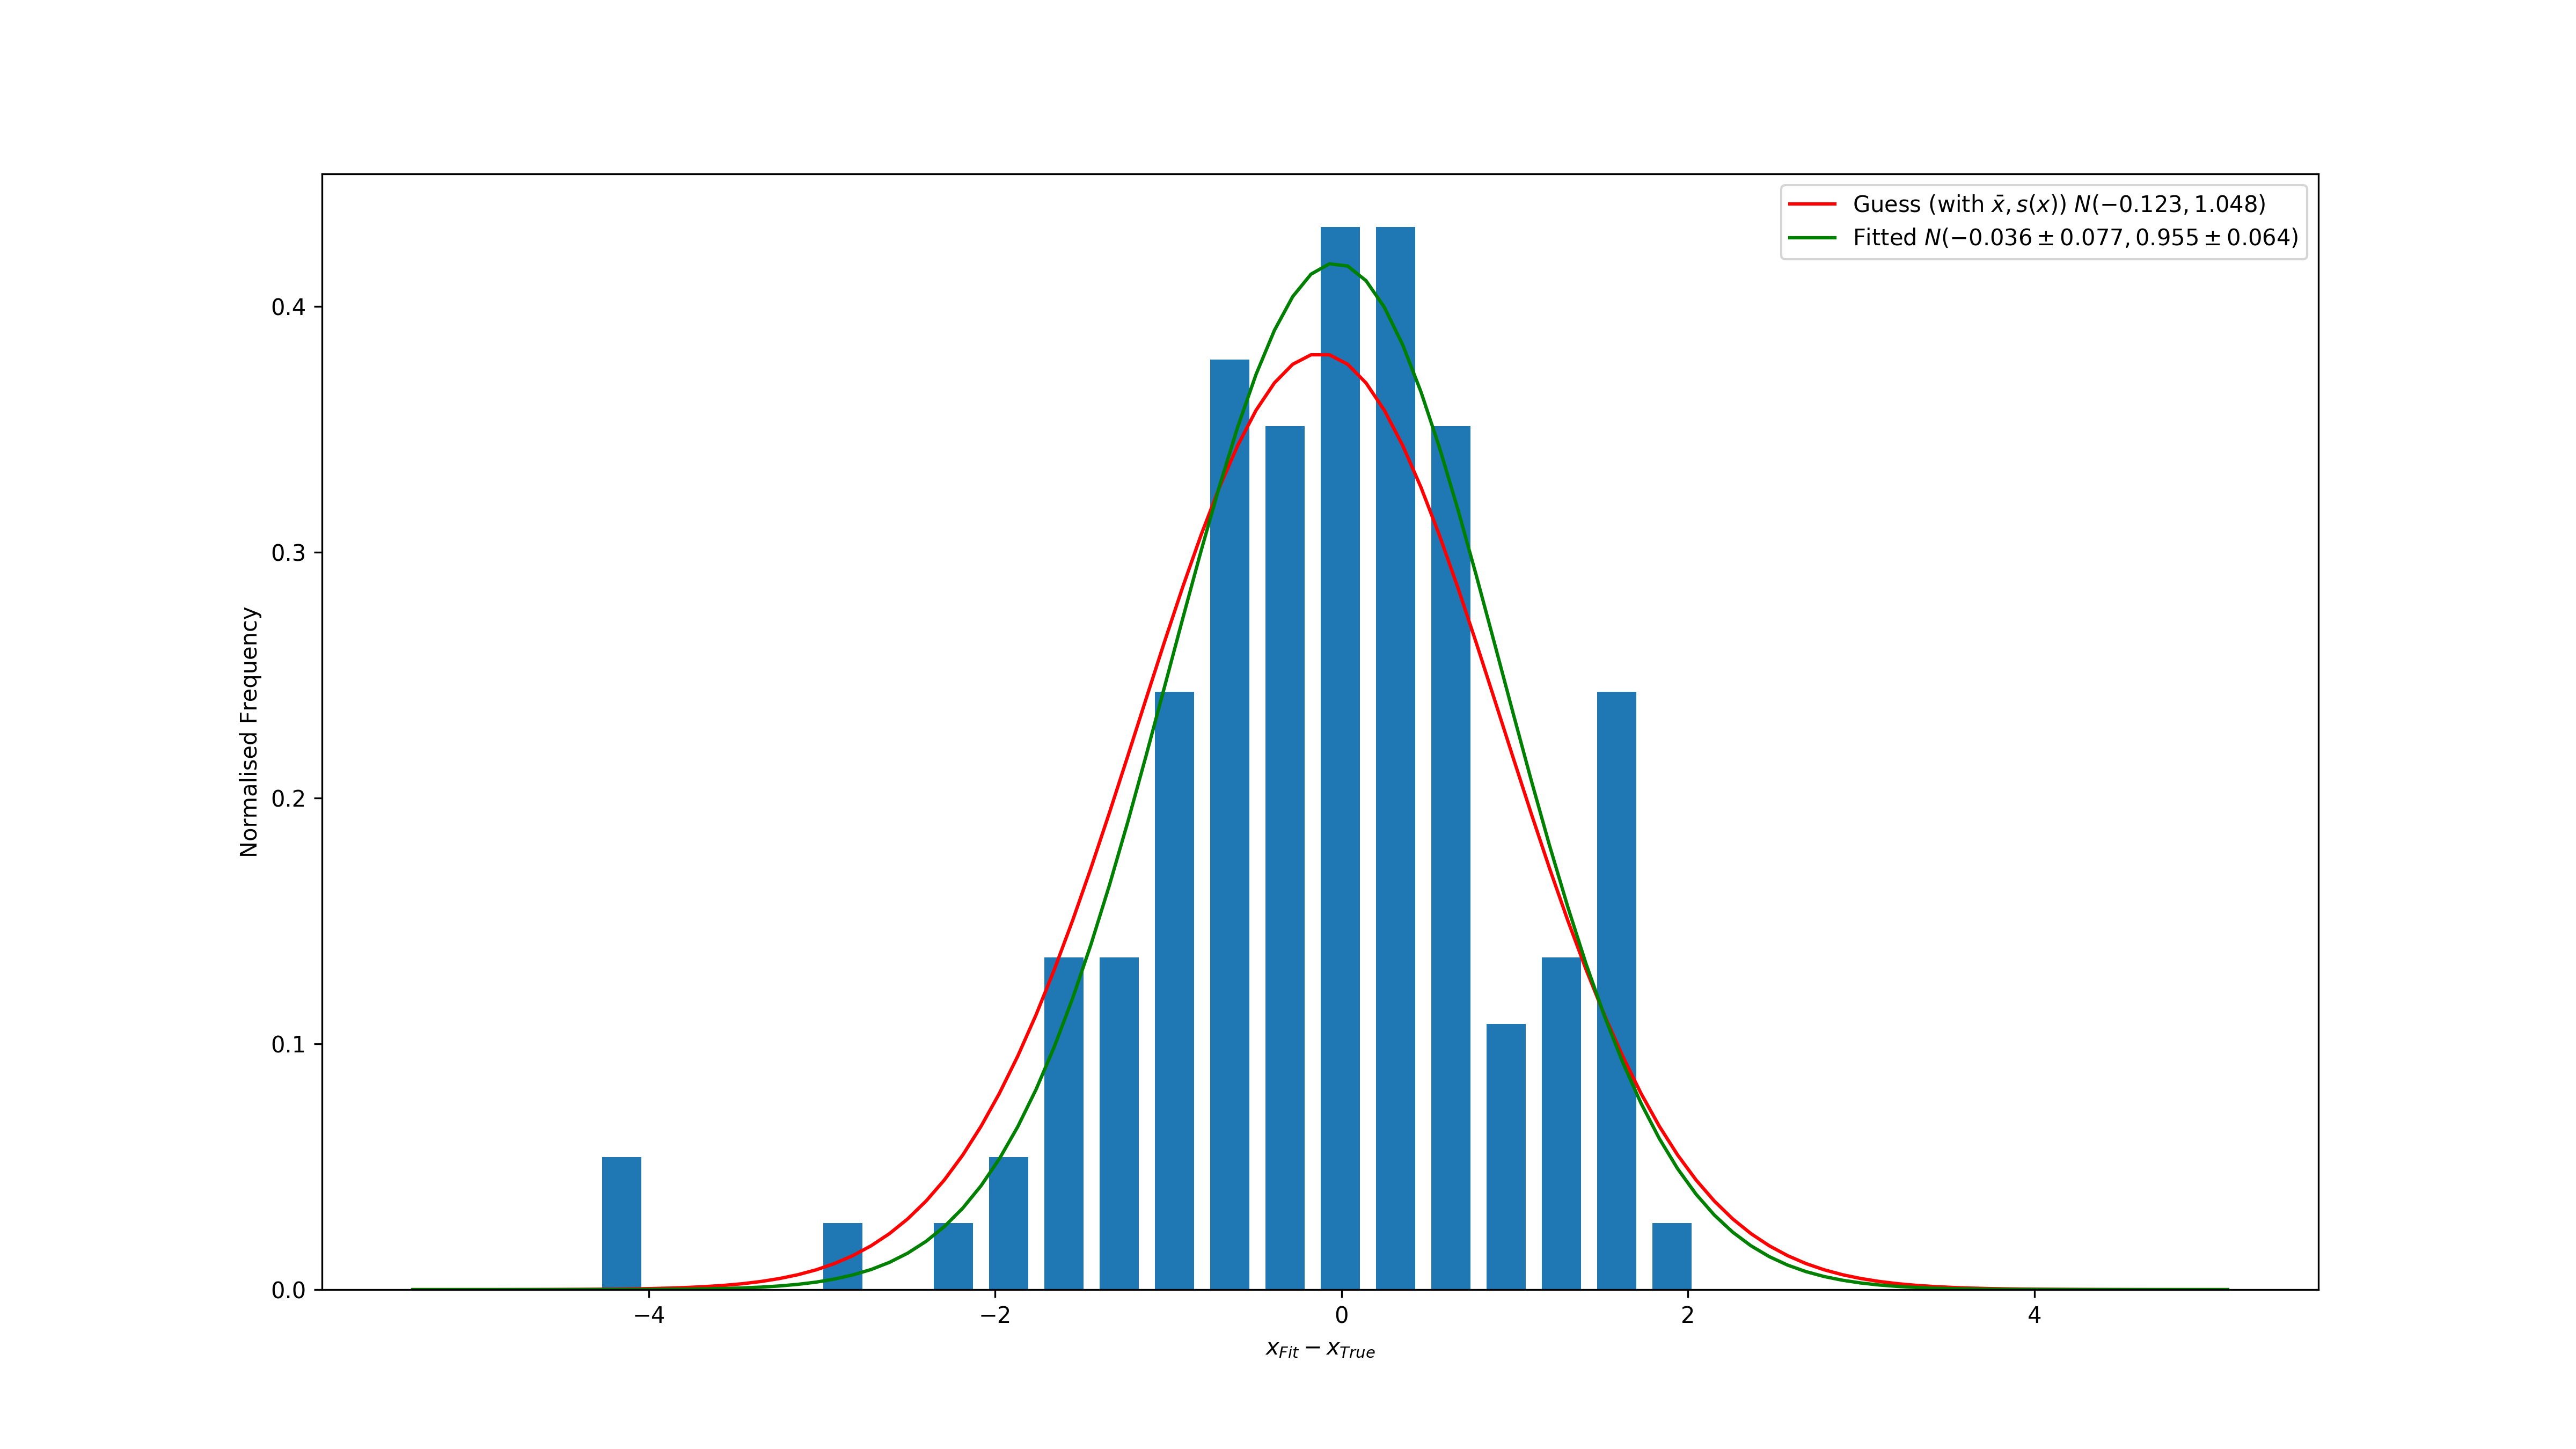 Guess (with x̄, s(x)) N(−0.123, 1.048)
Fitted N(−0.036 ± 0.077, 0.955 ± 0.064)
0.4
0.3
0.2
0.1
0.0
Normalised Frequency
−4 −2 0 2 4
x_Fit − x_True